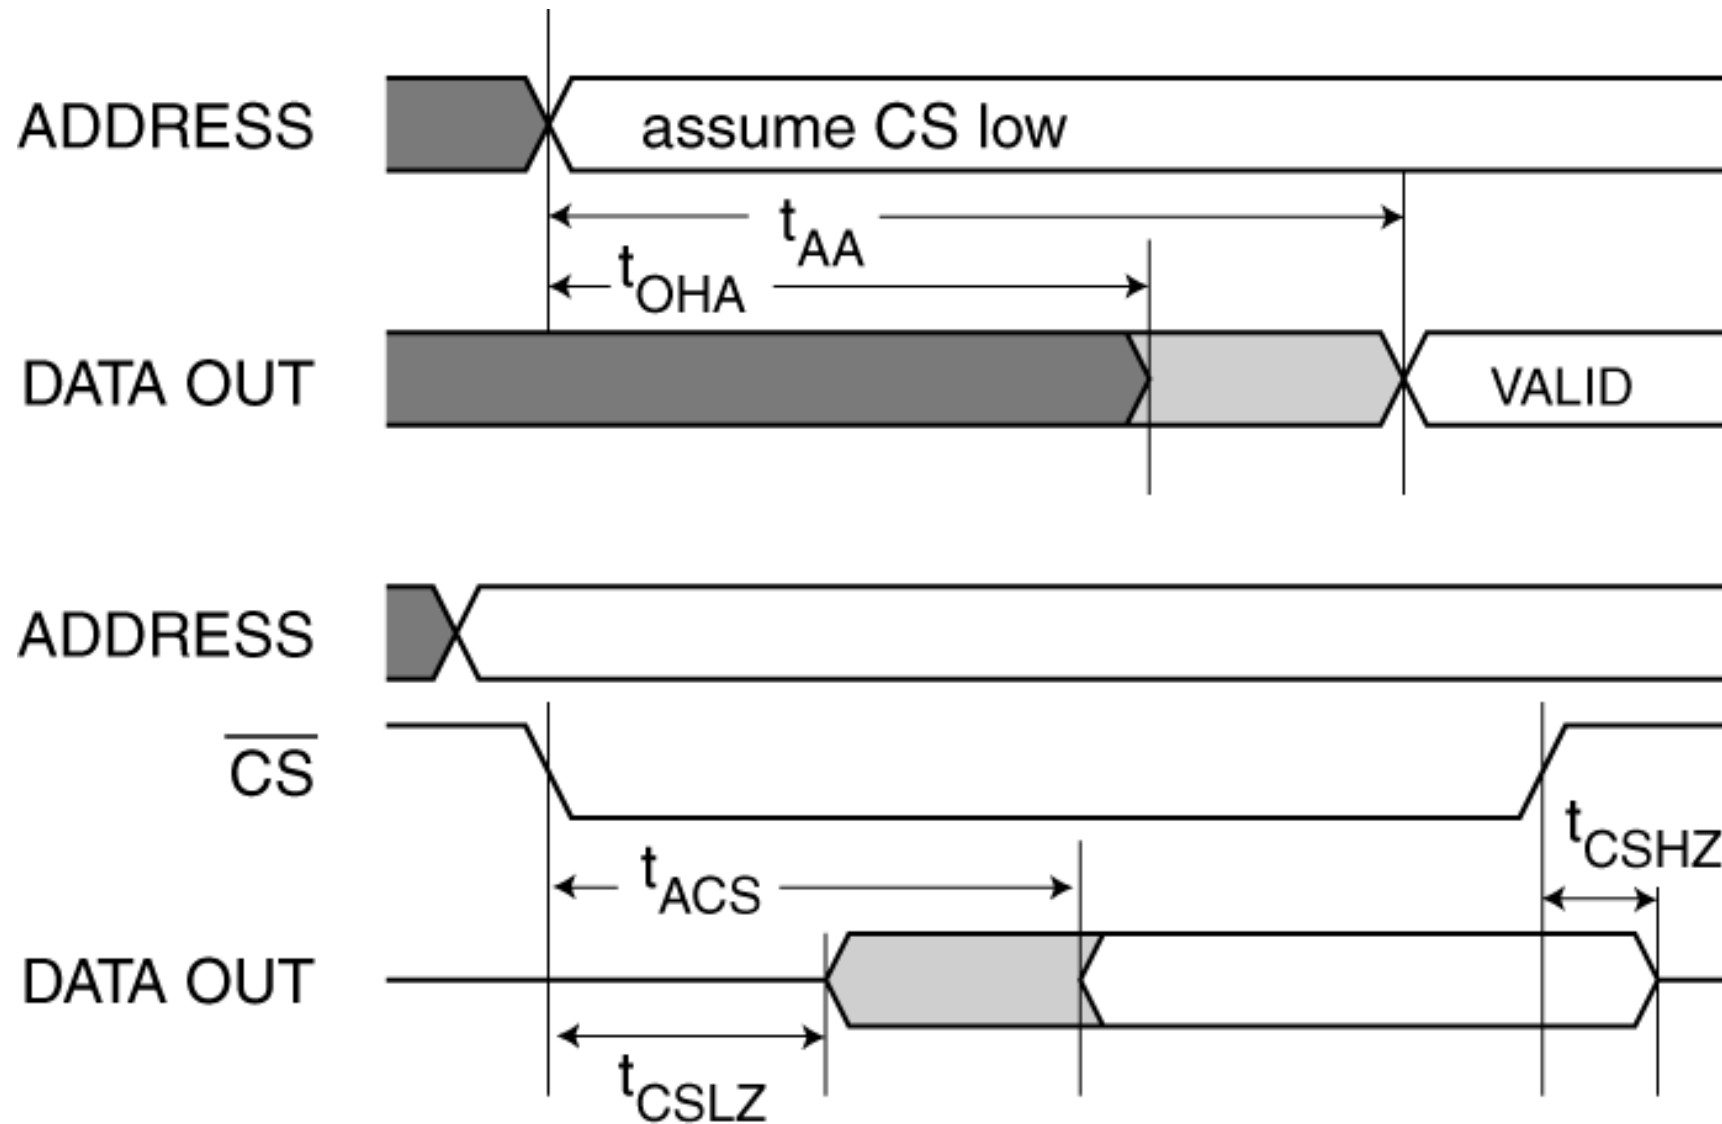 ADDRESS
assume CS low
tAA
tOHA
DATA OUT
VALID
ADDRESS
CS
tCSHZ
tACS
DATA OUT
tCSLZ